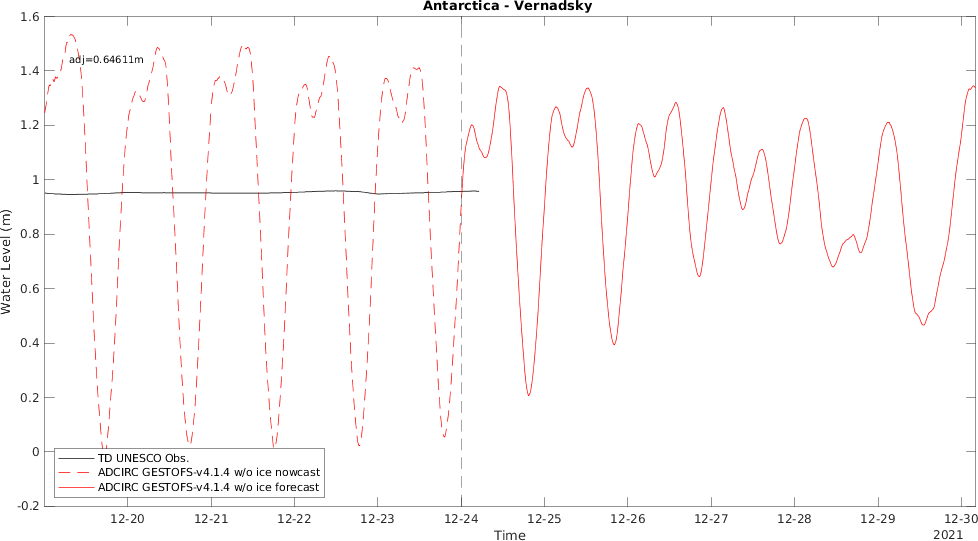 Antarctica - Vernadsky
1.6
1.4
1.2
1
0.8
0.6
0.4
0.2
0
-0.2
Water Level (m)
adj=0.64611m
TD UNESCO Obs.
ADCIRC GESTOFS-v4.1.4 w/o ice nowcast
ADCIRC GESTOFS-v4.1.4 w/o ice forecast
12-20 12-21 12-22 12-23 12-24 12-25 12-26 12-27 12-28 12-29 12-30
Time
2021